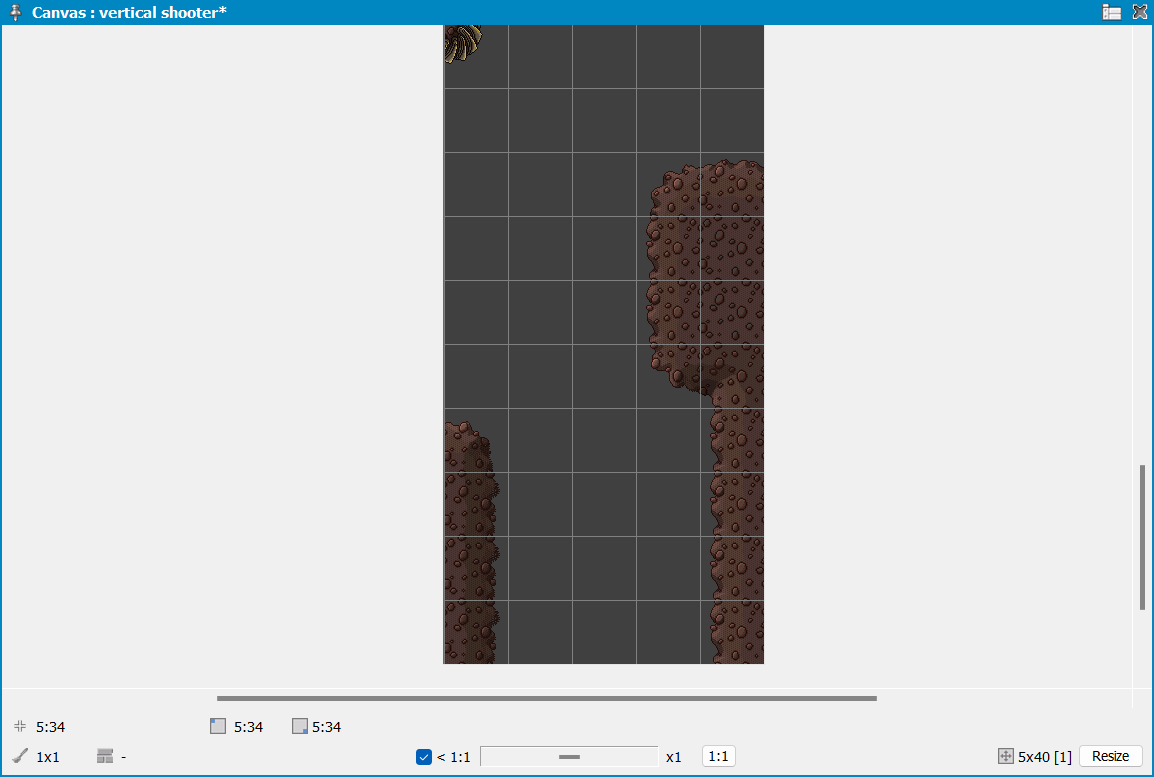 Canvas : vertical shooter*
5:34 5:34 5:34
1x1 - < 1:1 x1 1:1 5x40 [1] Resize